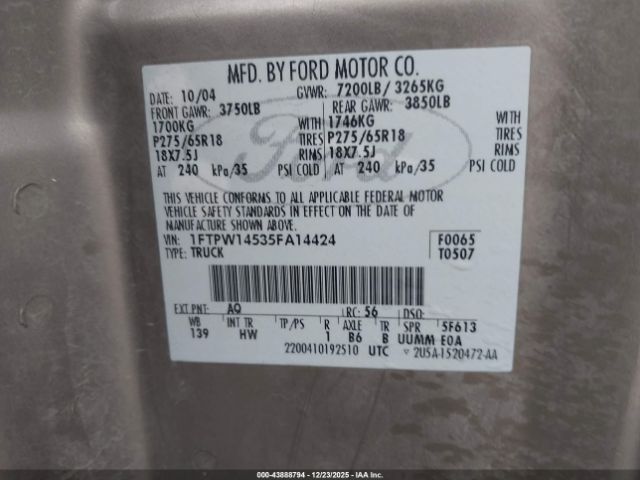 MFD. BY FORD MOTOR CO.
DATE: 10/04 GVWR: 7200LB/ 3265KG
FRONT GAWR: 3750LB REAR GAWR: 3850LB
1700KG WITH 1746KG WITH
P275/65R18 TIRES P275/65R18 TIRES
18X7.5J RIMS 18X7.5J RIMS
AT 240 kPa/35 PSI COLD AT 240 kPa/35 PSI COLD
THIS VEHICLE CONFORMS TO ALL APPLICABLE FEDERAL MOTOR
VEHICLE SAFETY STANDARDS IN EFFECT ON THE DATE OF
MANUFACTURE SHOWN ABOVE.
VIN: 1FTPW14535FA14424 F0065
TYPE: TRUCK T0507
EXT PNT: AQ RC: 56 DSO:
WB INT TR TP/PS R AXLE TR SPR 5F613
139 HW 1 B6 B UUMM E0A
2200410192510 UTC 2U5A-1520472-AA
Ford
00-43888794 - 12/23/2025 - IAAI. Inc.